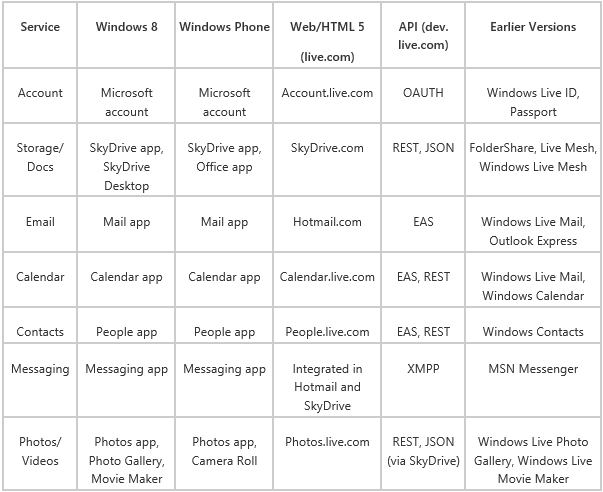 Service Windows 8 Windows Phone Web/HTML 5 API (dev. Earlier Versions
(live.com) live.com)
Account Microsoft Microsoft Account.live.com OAUTH Windows Live ID,
account account Passport
Storage/ SkyDrive app, SkyDrive app, SkyDrive.com REST, JSON FolderShare, Live Mesh,
Docs SkyDrive Office app Windows Live Mesh
Desktop
Email Mail app Mail app Hotmail.com EAS Windows Live Mail,
Outlook Express
Calendar Calendar app Calendar app Calendar.live.com EAS, REST Windows Live Mail,
Windows Calendar
Contacts People app People app People.live.com EAS, REST Windows Contacts
Messaging Messaging app Messaging app Integrated in XMPP MSN Messenger
Hotmail and
SkyDrive
Photos/ Photos app, Photos app, Photos.live.com REST, JSON Windows Live Photo
Videos Photo Gallery, Camera Roll (via SkyDrive) Gallery, Windows Live
Movie Maker Movie Maker